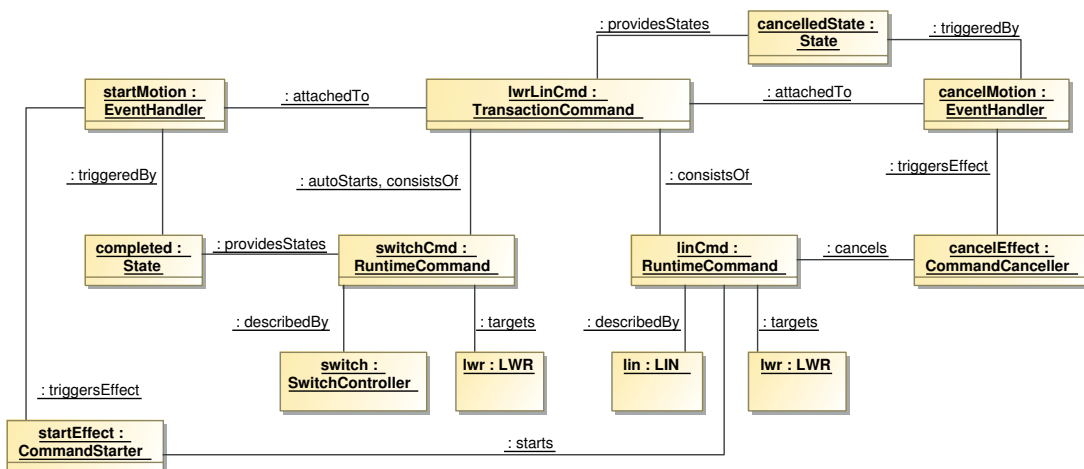 : providesStates
cancelledState :
State
: triggeredBy
startMotion :
EventHandler
: attachedTo
lwrLinCmd :
TransactionCommand
: attachedTo
cancelMotion :
EventHandler
: triggeredBy
: autoStarts, consistsOf
: consistsOf
: triggersEffect
completed :
State
: providesStates
switchCmd :
RuntimeCommand
linCmd :
RuntimeCommand
: cancels
cancelEffect :
CommandCanceller
: describedBy
: targets
: describedBy
: targets
switch :
SwitchController
lwr : LWR
lin : LIN
lwr : LWR
: triggersEffect
startEffect :
CommandStarter
: starts